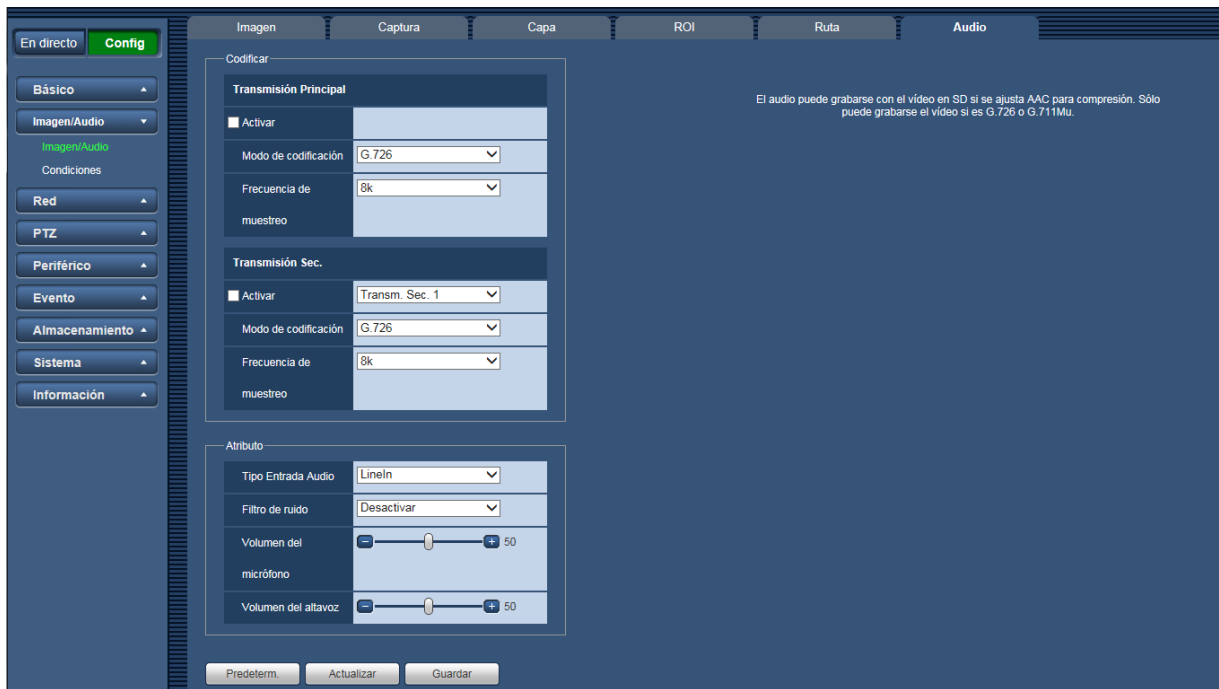 En directo
Config
Básico
Imagen/Audio
Imagen/Audio
Condiciones
Red
PTZ
Periférico
Evento
Almacenamiento
Sistema
Información
Imagen
Captura
Capa
ROI
Ruta
Audio
Codificar
Transmisión Principal
Activar
Modo de codificación
G.726
Frecuencia de
muestreo
8k
Transmisión Sec.
Activar
Transm. Sec. 1
Modo de codificación
G.726
Frecuencia de
muestreo
8k
Atributo
Tipo Entrada Audio
LineIn
Filtro de ruido
Desactivar
Volumen del
micrófono
50
Volumen del altavoz
50
Predeterm.
Actualizar
Guardar
El audio puede grabarse con el vídeo en SD si se ajusta AAC para compresión. Sólo
puede grabarse el vídeo si es G.726 o G.711Mu.